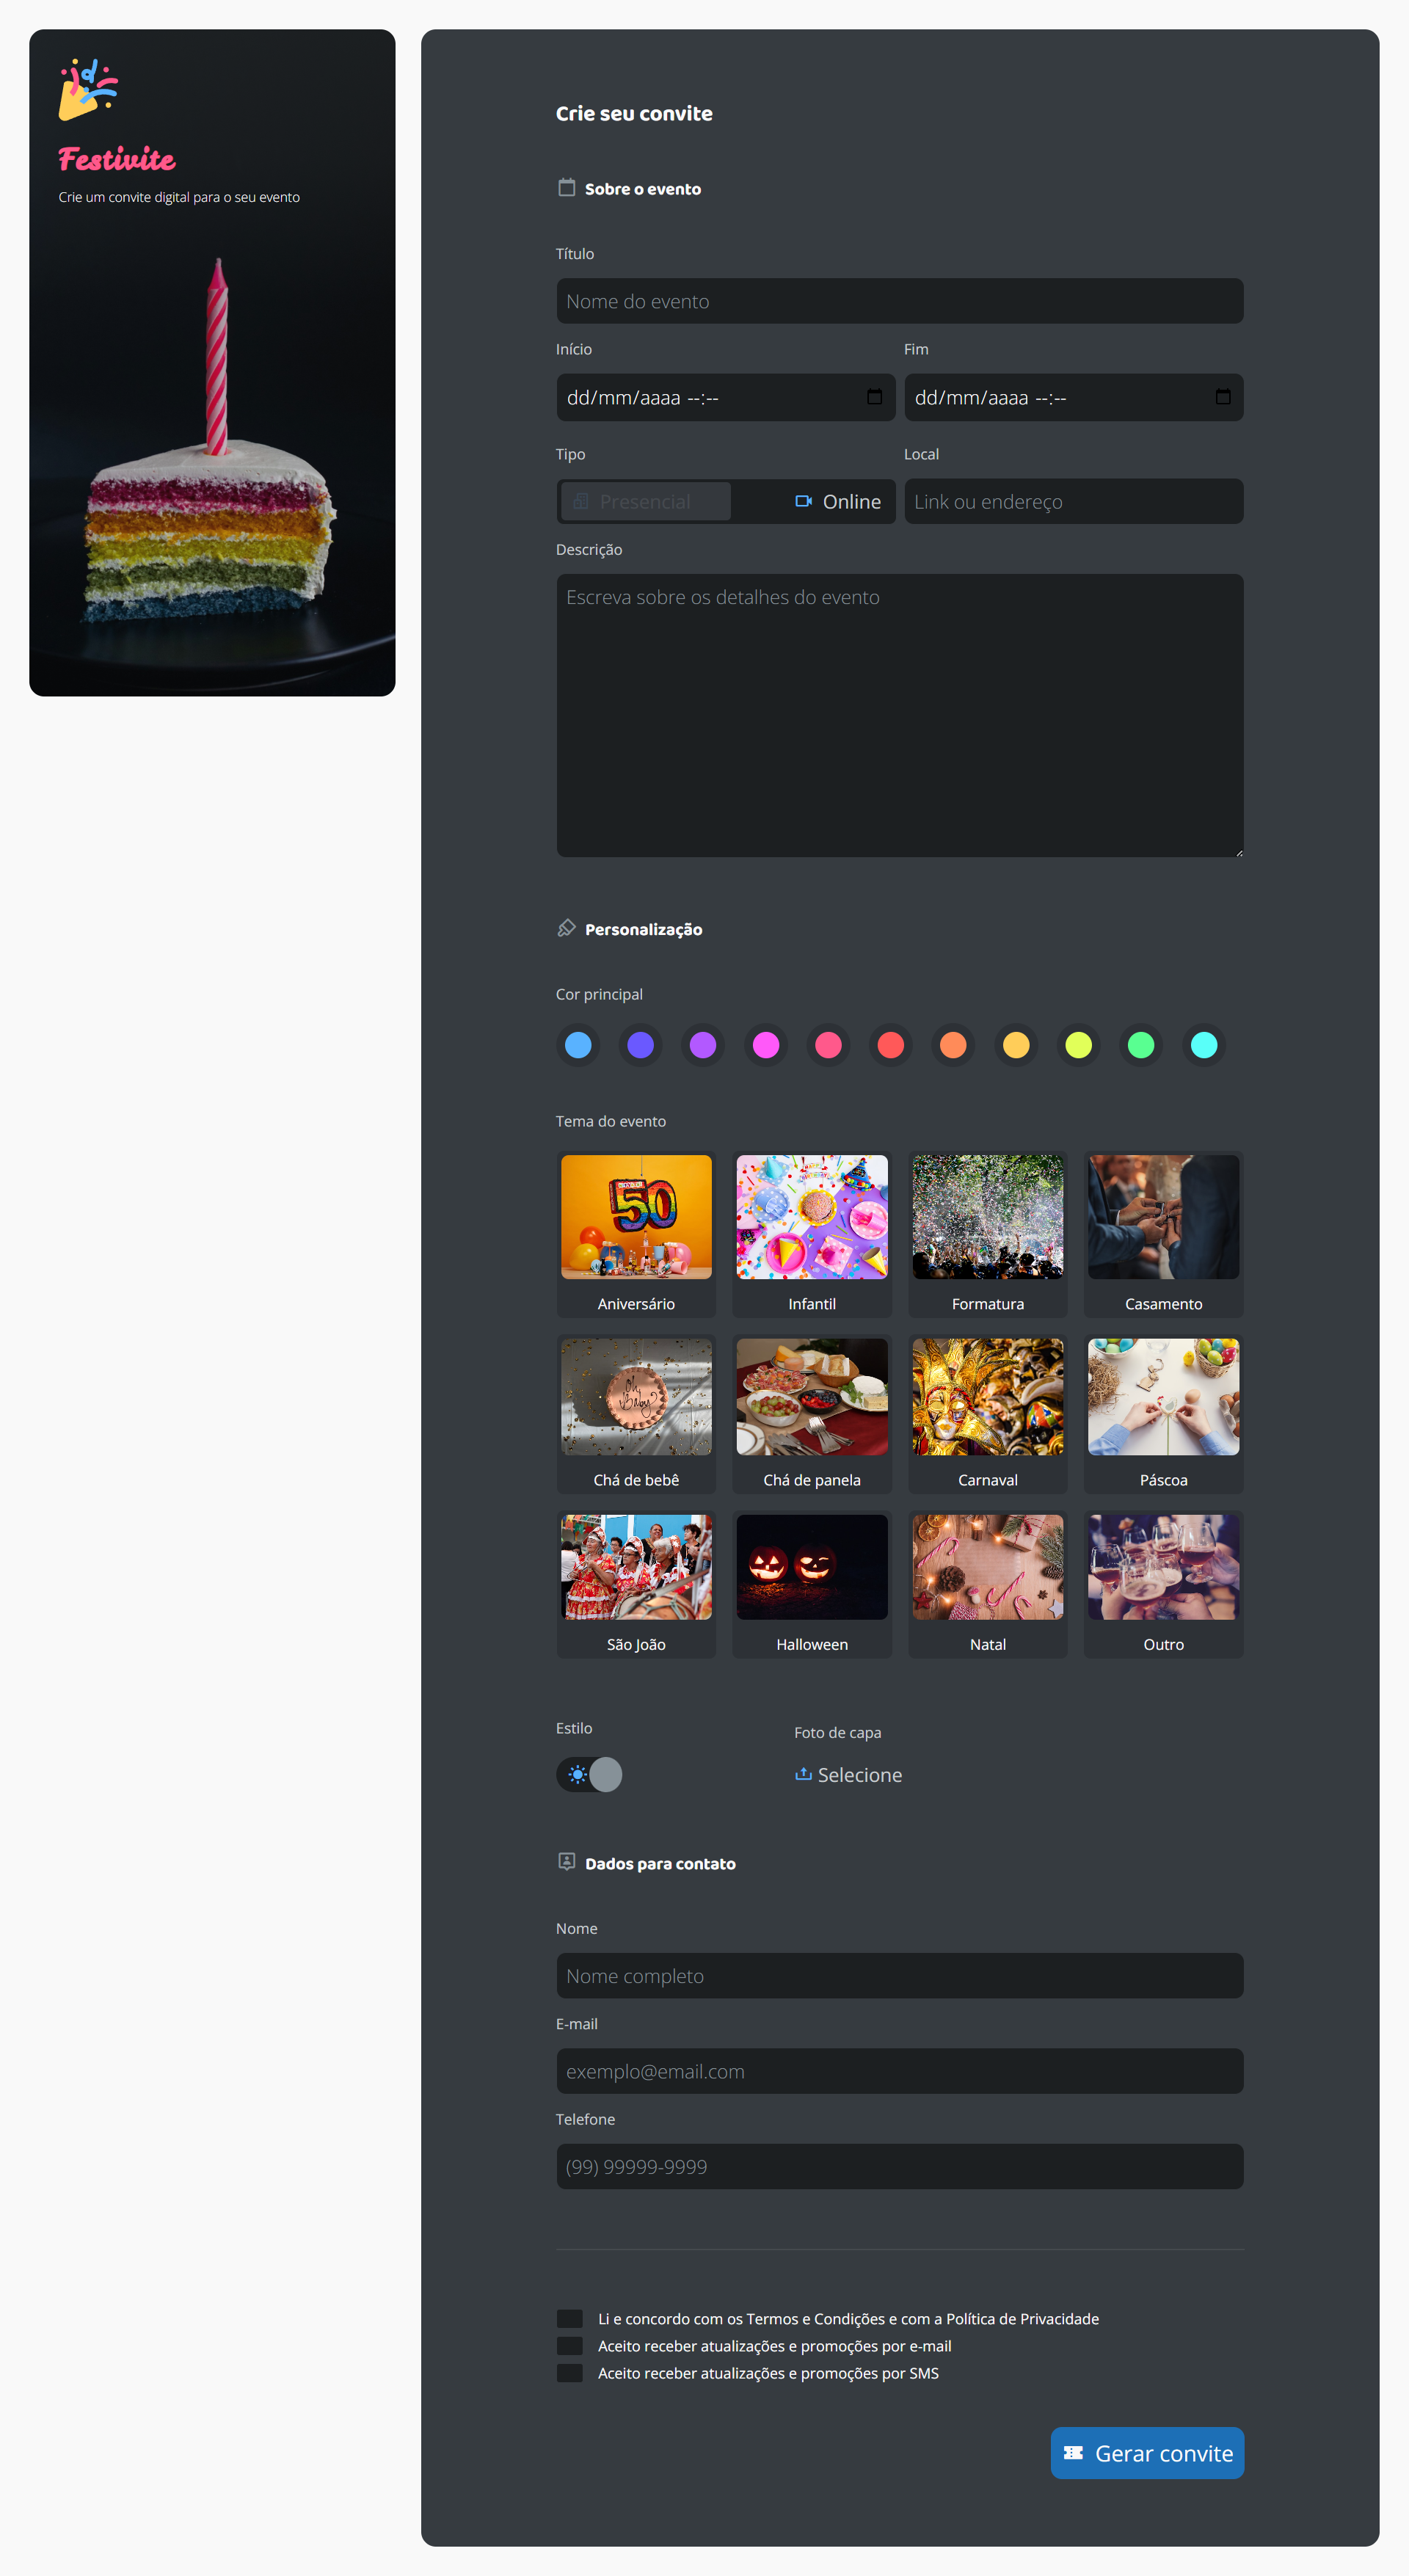 Festivite
Crie um convite digital para o seu evento
Crie seu convite
Sobre o evento
Título
Nome do evento
Início
Fim
dd/mm/aaaa --:--
dd/mm/aaaa --:--
Tipo
Local
Presencial
Online
Link ou endereço
Descrição
Escreva sobre os detalhes do evento
Personalização
Cor principal
Tema do evento
50
Aniversário
Infantil
Formatura
Casamento
Oh,
Baby
Chá de bebê
Chá de panela
Carnaval
Páscoa
São João
Halloween
Natal
Outro
Estilo
Foto de capa
Selecione
Dados para contato
Nome
Nome completo
E-mail
exemplo@email.com
Telefone
(99) 99999-9999
Li e concordo com os Termos e Condições e com a Política de Privacidade
Aceito receber atualizações e promoções por e-mail
Aceito receber atualizações e promoções por SMS
Gerar convite